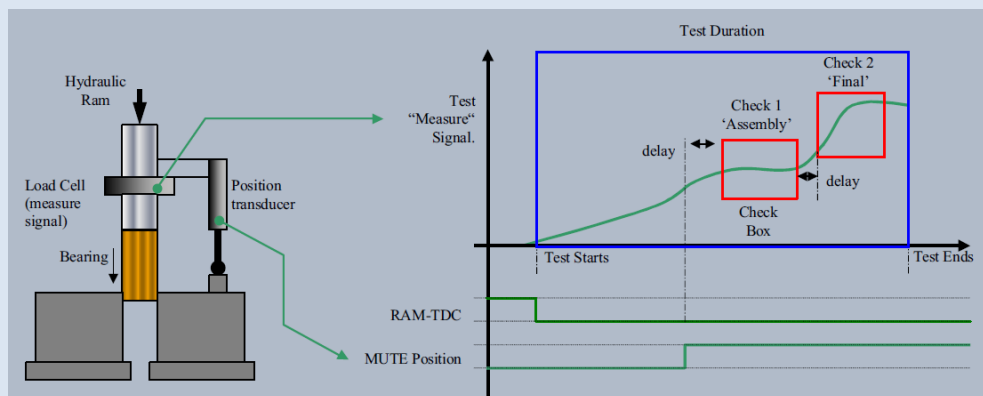 Hydraulic
Ram
Load Cell
(measure
signal)
Position
transducer
Bearing
Test Duration
Test
“Measure“
Signal.
delay
Check 1
‘Assembly’
Check 2
‘Final’
delay
Check
Box
Test Starts
Test Ends
RAM-TDC
MUTE Position